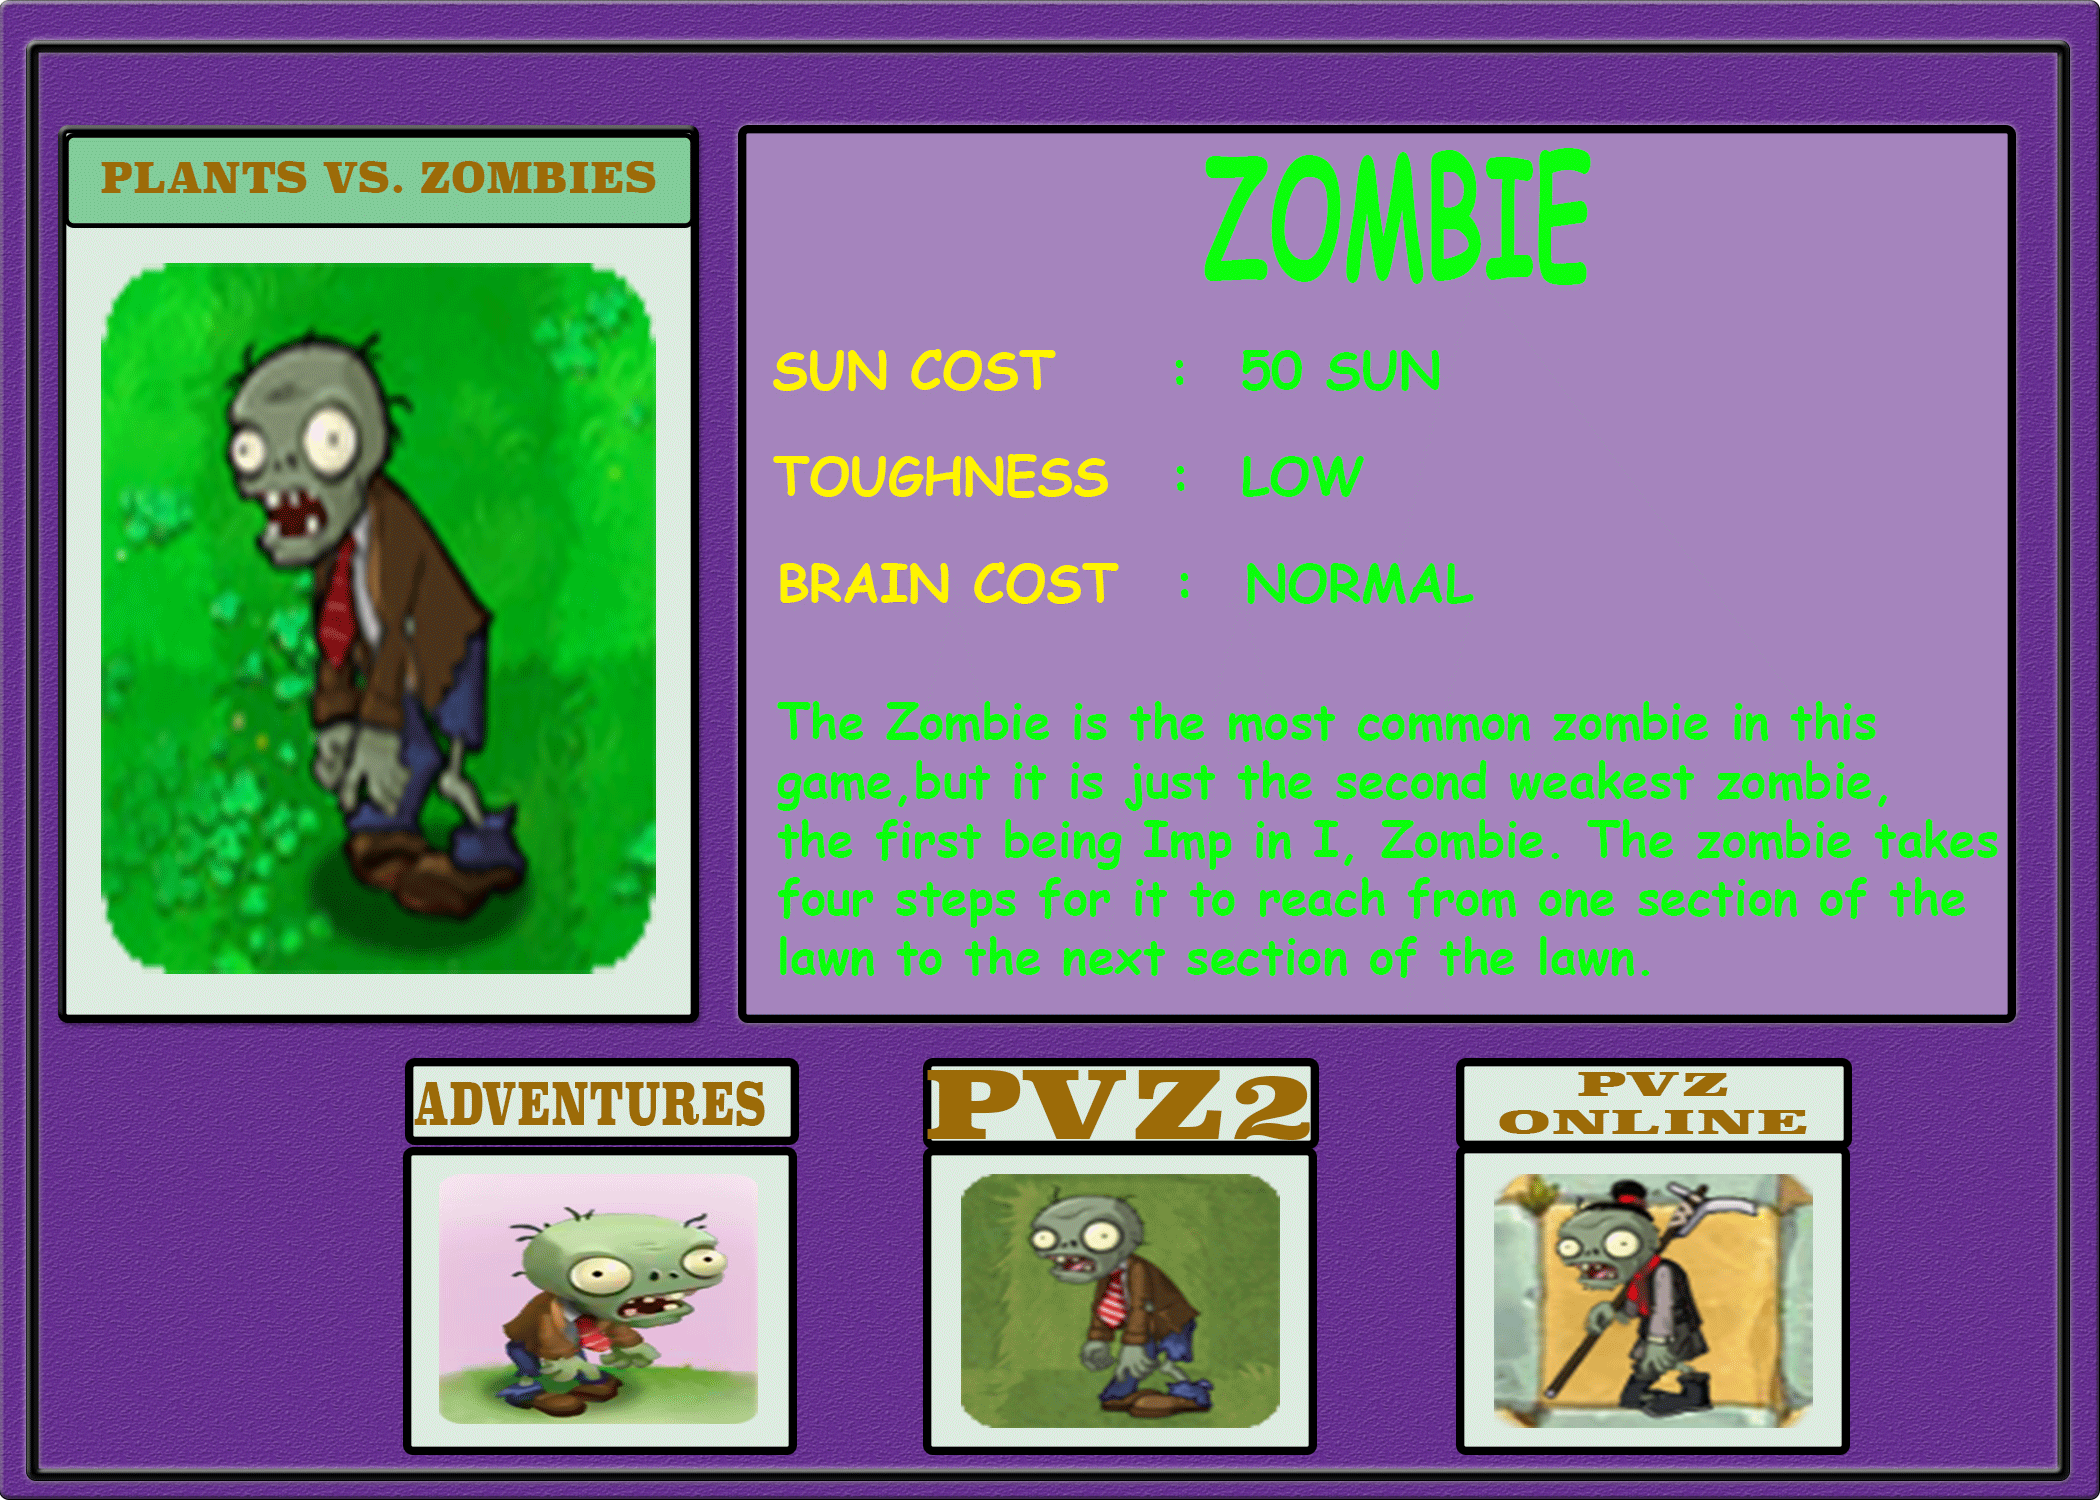 PLANTS VS. ZOMBIES
ZOMBIE
SUN COST : 50 SUN
TOUGHNESS : LOW
BRAIN COST : NORMAL
The Zombie is the most common zombie in this
game,but it is just the second weakest zombie,
the first being Imp in I, Zombie. The zombie takes
four steps for it to reach from one section of the
lawn to the next section of the lawn.
ADVENTURES
PVZ2
PVZ
ONLINE